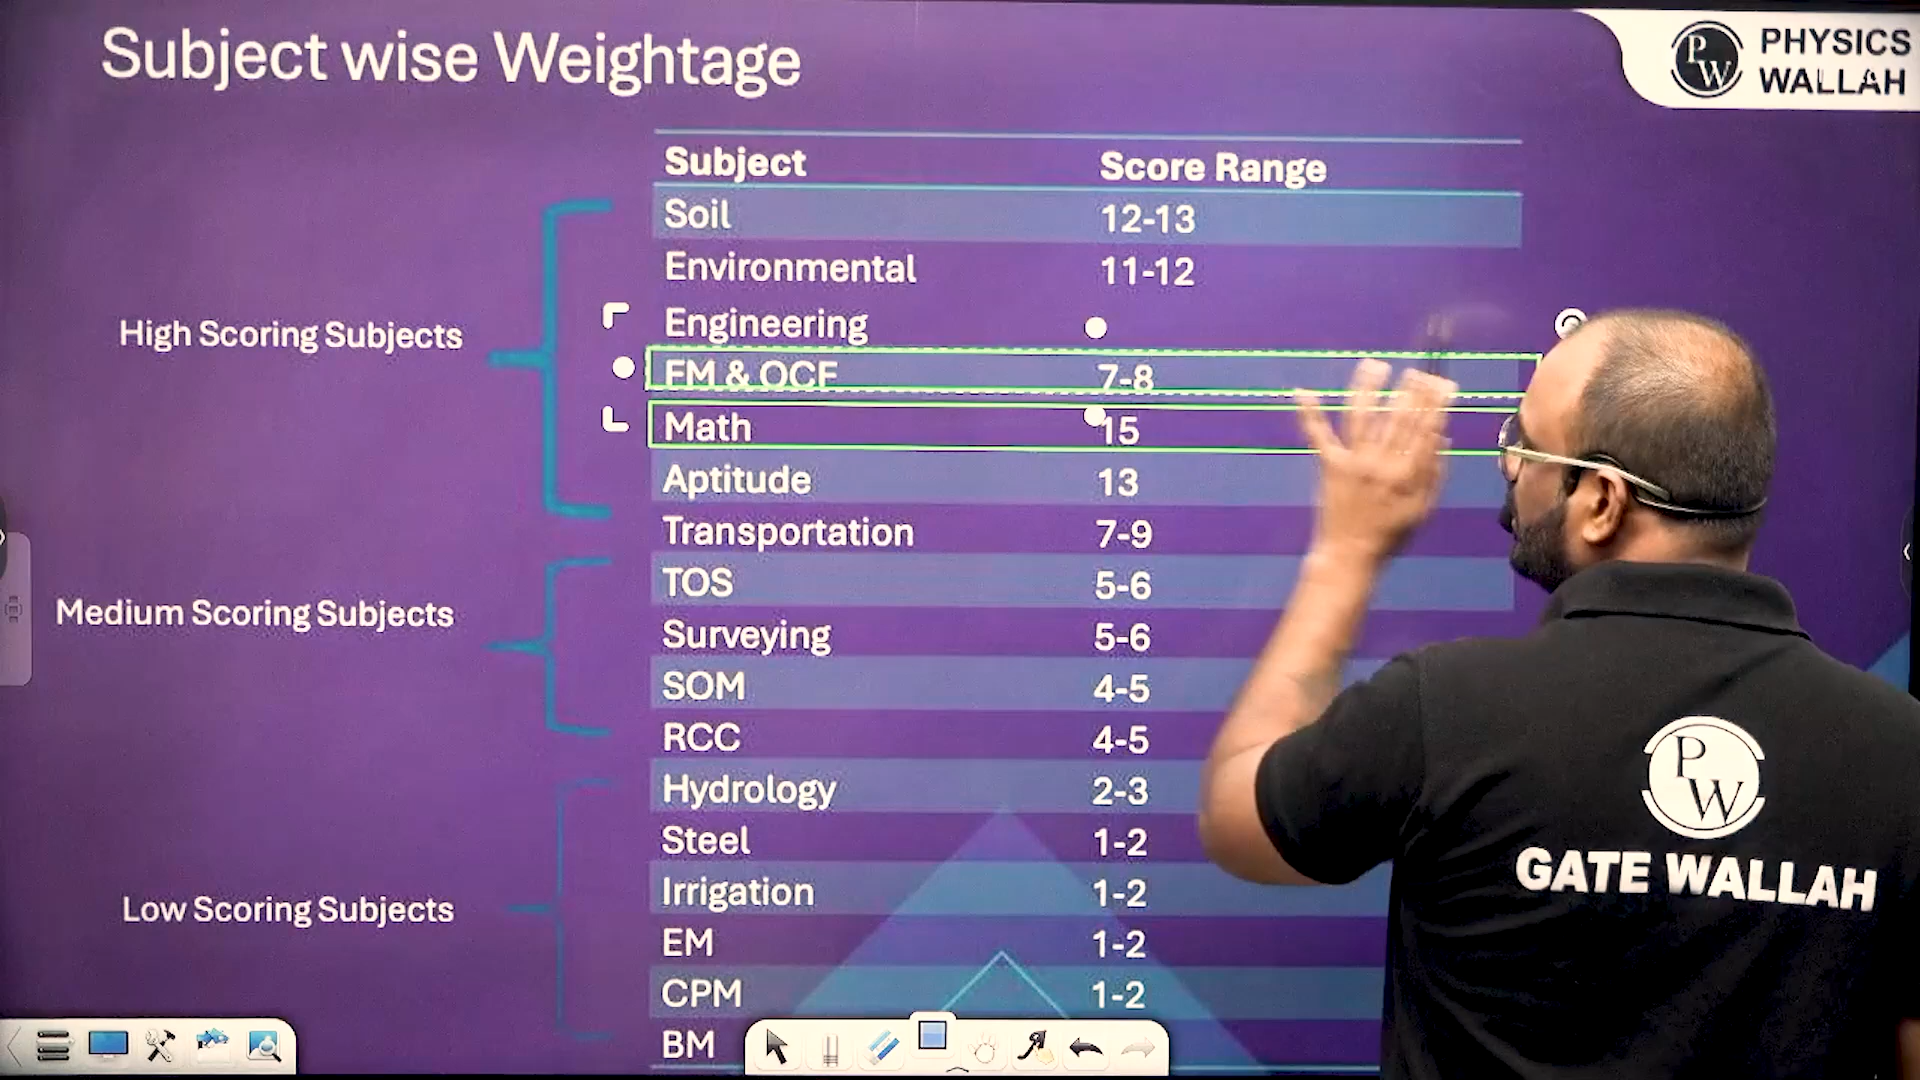 Subject wise Weightage
PHYSICS
WALLAH
PW
Subject Score Range
Soil 12-13
Environmental 11-12
Engineering
FM & OCF 7-8
Math 15
Aptitude 13
Transportation 7-9
TOS 5-6
Surveying 5-6
SOM 4-5
RCC 4-5
Hydrology 2-3
Steel 1-2
Irrigation 1-2
EM 1-2
CPM 1-2
BM
High Scoring Subjects
Medium Scoring Subjects
Low Scoring Subjects
PW
GATE WALLAH